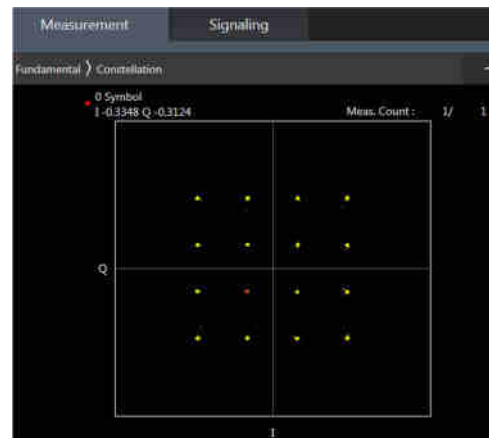 Measurement Signaling
Fundamental 〉 Constellation
0 Symbol
I -0.3348 Q -0.3124 Meas. Count : 1/ 1
Q
I